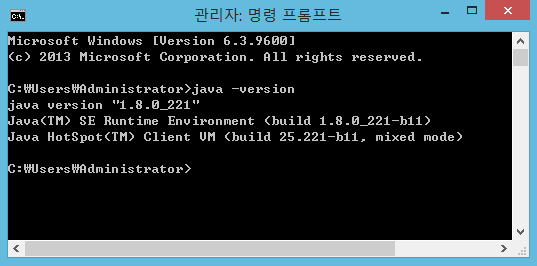 관리자: 명령 프롬프트
Microsoft Windows [Version 6.3.9600]
(c) 2013 Microsoft Corporation. All rights reserved.
C:₩Users₩Administrator>java -version
java version "1.8.0_221"
Java(TM) SE Runtime Environment (build 1.8.0_221-b11)
Java HotSpot(TM) Client VM (build 25.221-b11, mixed mode)
C:₩Users₩Administrator>